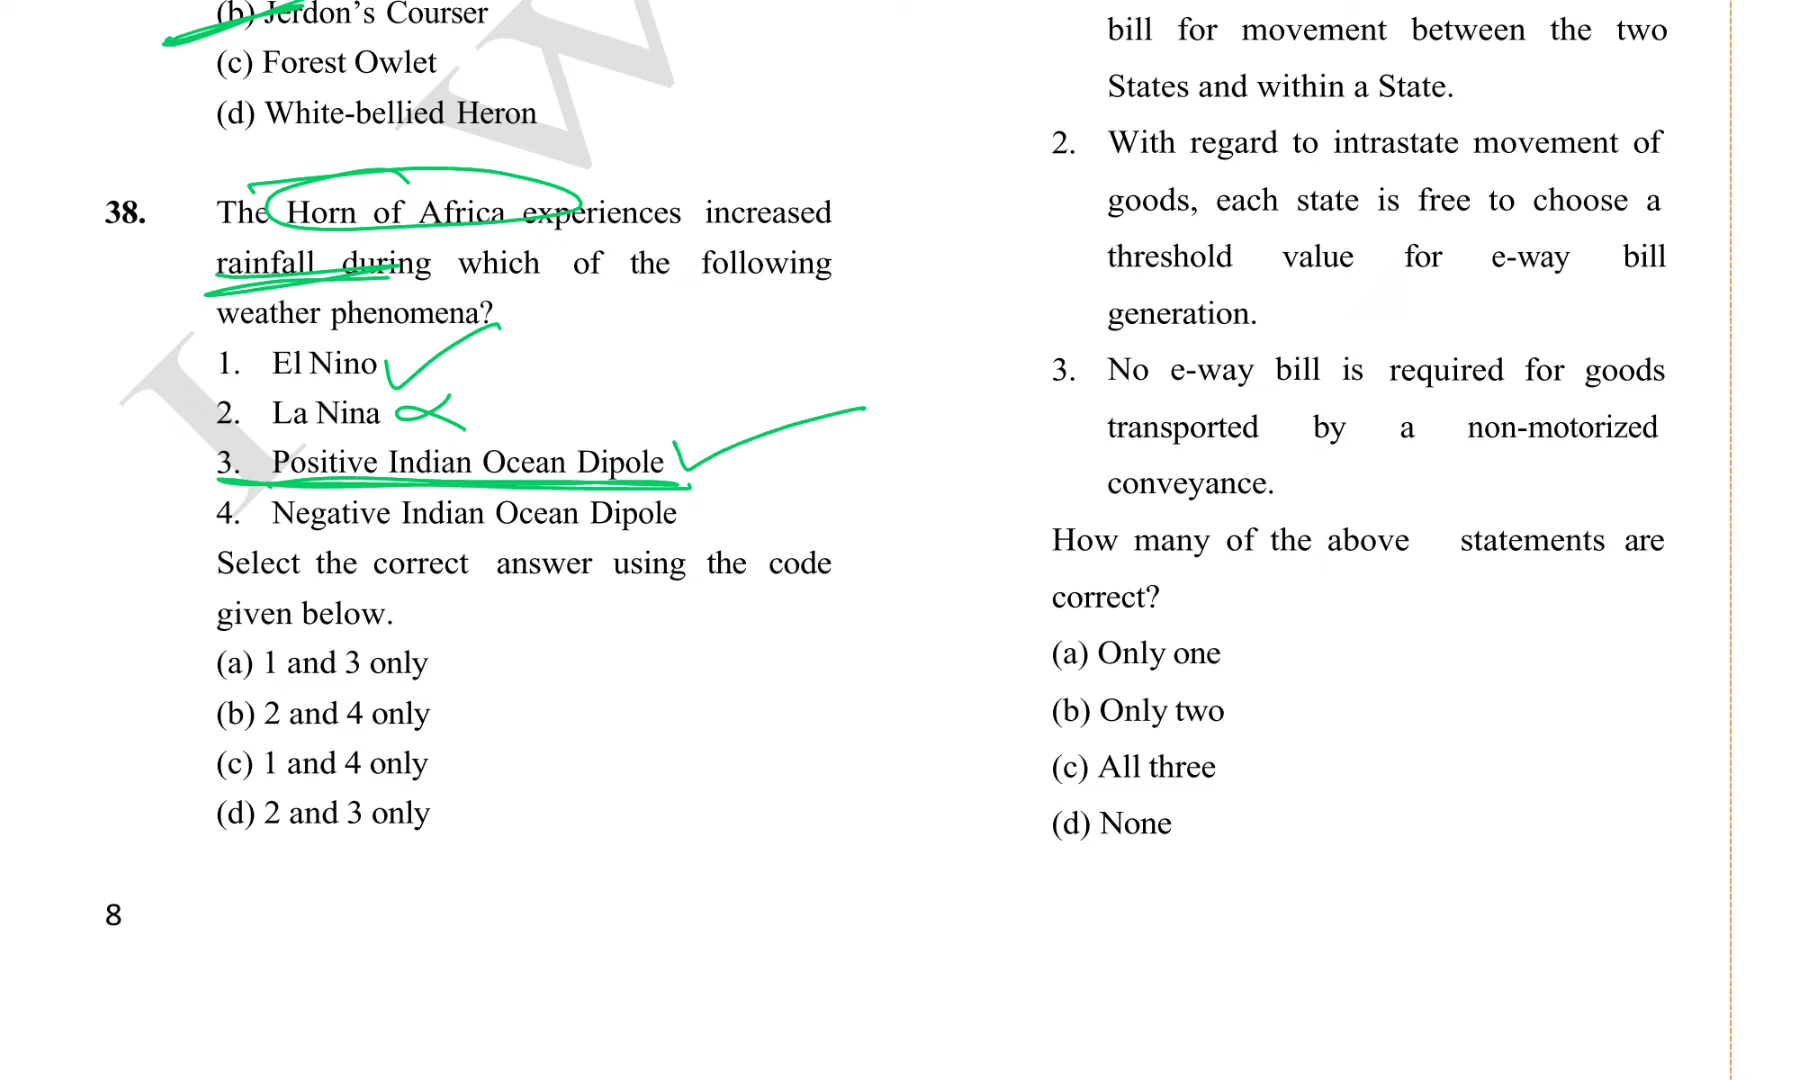 (b) Jerdon’s Courser
(c) Forest Owlet
(d) White-bellied Heron
38. The Horn of Africa experiences increased
rainfall during which of the following
weather phenomena?
1. El Nino
2. La Nina
3. Positive Indian Ocean Dipole
4. Negative Indian Ocean Dipole
Select the correct answer using the code
given below.
(a) 1 and 3 only
(b) 2 and 4 only
(c) 1 and 4 only
(d) 2 and 3 only
8
bill for movement between the two
States and within a State.
2. With regard to intrastate movement of
goods, each state is free to choose a
threshold value for e-way bill
generation.
3. No e-way bill is required for goods
transported by a non-motorized
conveyance.
How many of the above statements are
correct?
(a) Only one
(b) Only two
(c) All three
(d) None